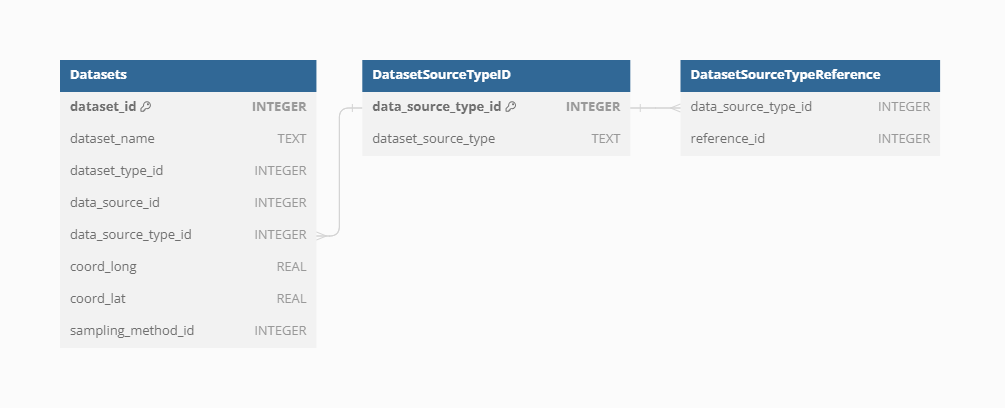 Datasets
dataset_id INTEGER
dataset_name TEXT
dataset_type_id INTEGER
data_source_id INTEGER
data_source_type_id INTEGER
coord_long REAL
coord_lat REAL
sampling_method_id INTEGER
DatasetSourceTypeID
data_source_type_id INTEGER
dataset_source_type TEXT
DatasetSourceTypeReference
data_source_type_id INTEGER
reference_id INTEGER